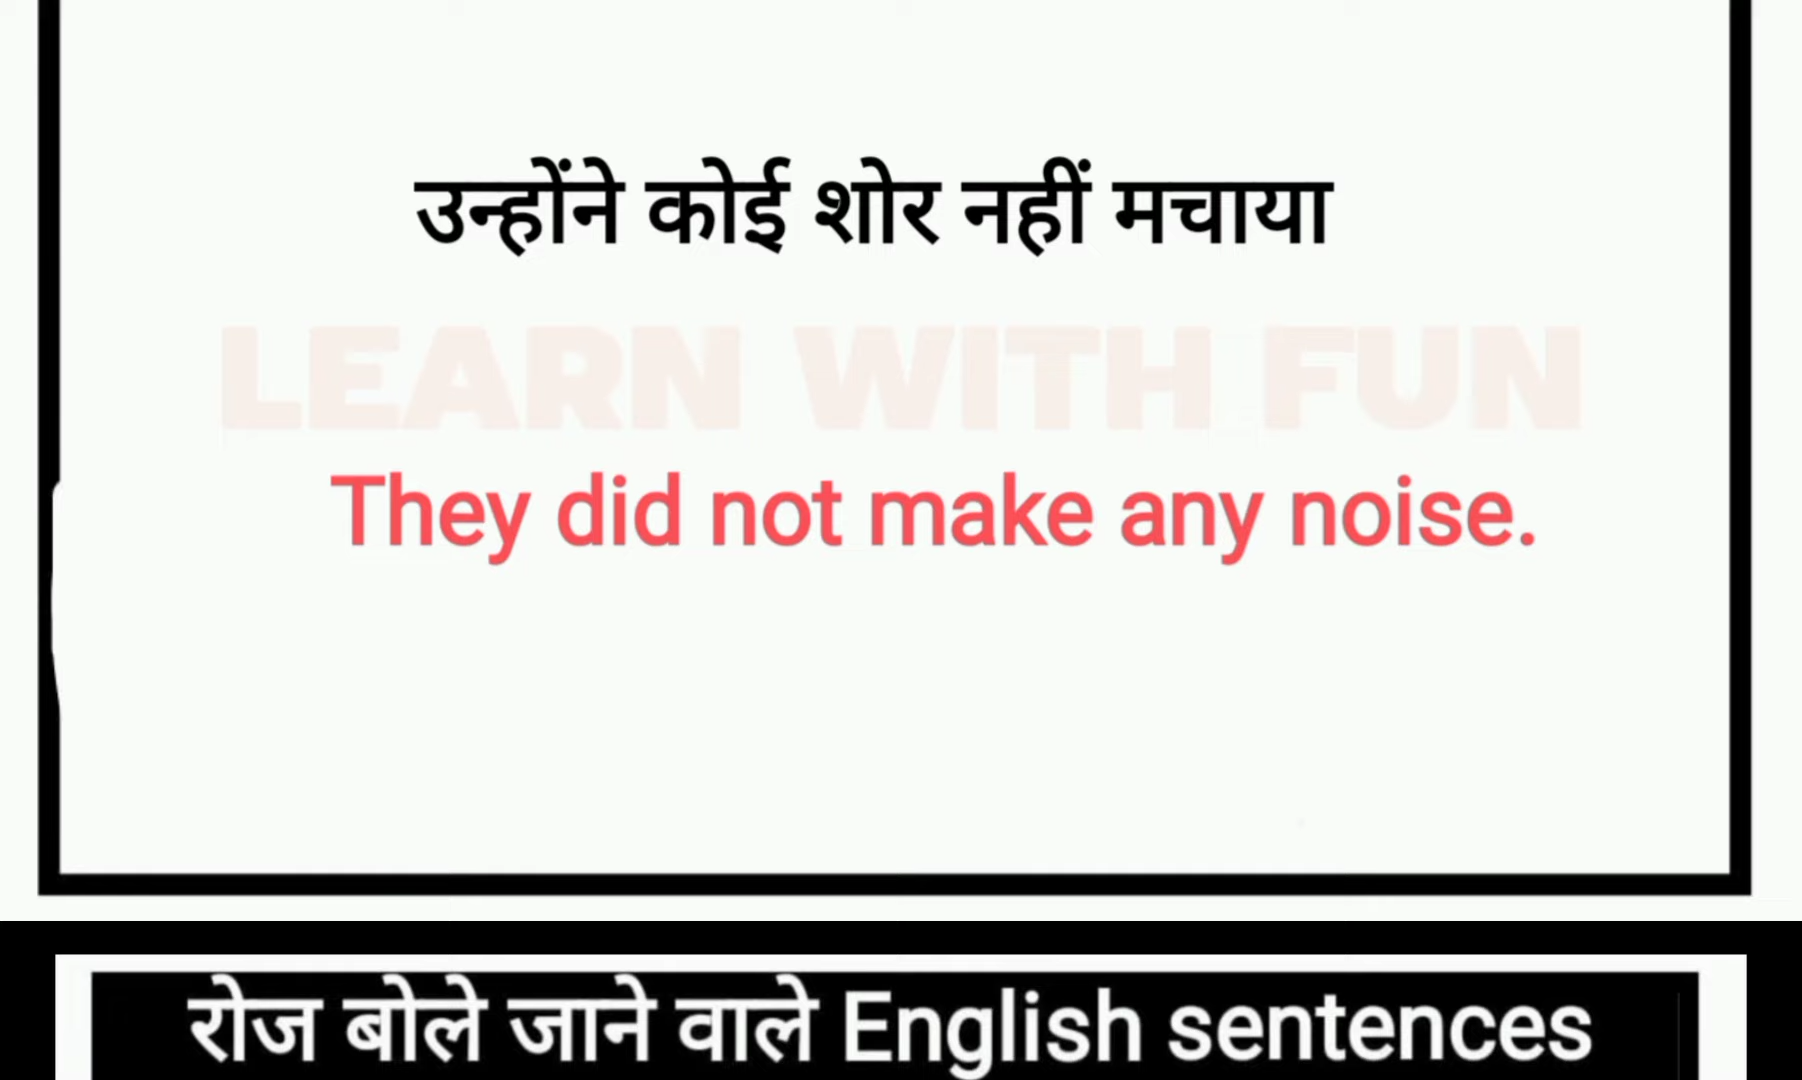 उन्होंने कोई शोर नहीं मचाया
LEARN WITH FUN
They did not make any noise.
रोज बोले जाने वाले English sentences